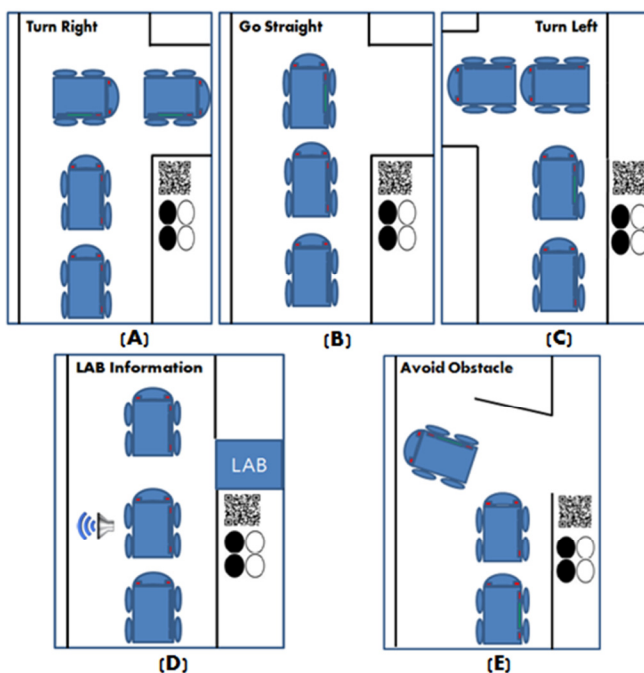 Turn Right
Go Straight
Turn Left
(A)
(B)
(C)
LAB Information
Avoid Obstacle
LAB
(D)
(E)